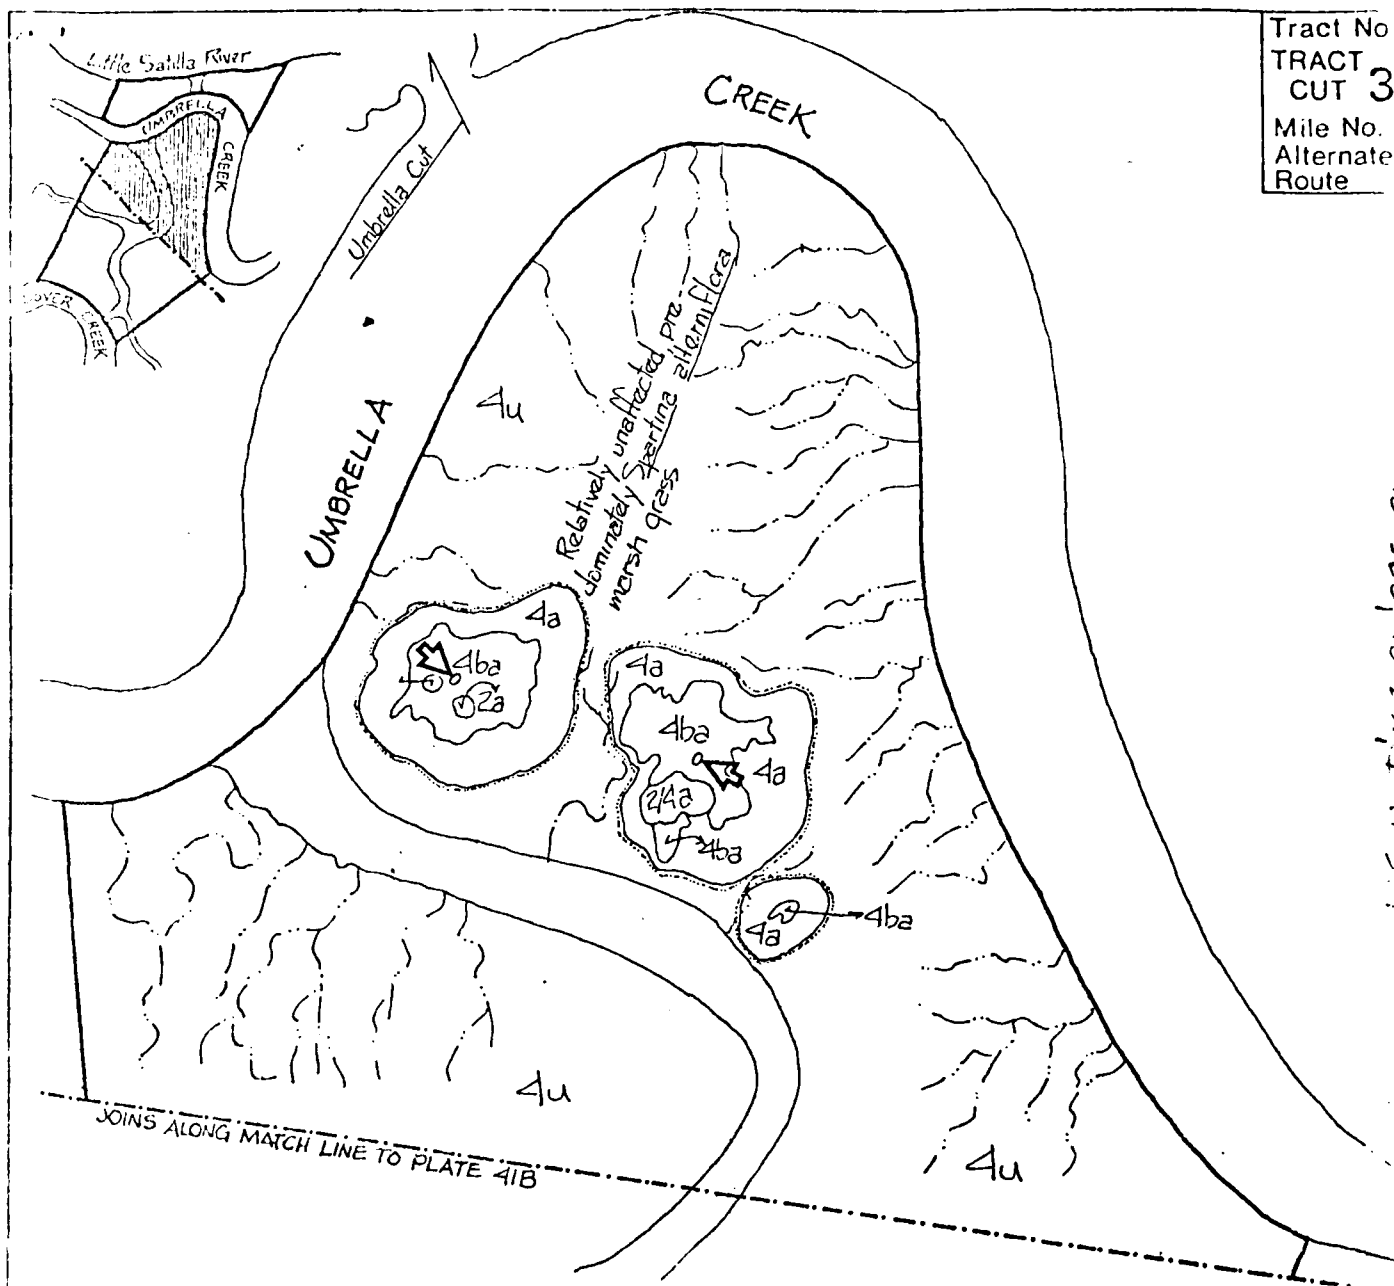 Tract No
TRACT
CUT 3
Mile No.
Alternate
Route
Little Satilla River
UMBRELLA
CREEK
CREEK
Umbrella Cut
CREEK
UMBRELLA
4u
Relatively unaffected pre-
dominately Spartina alterniflora
marsh grass
4a
4ba
2a
4a
4ba
4a
2/4a
4ba
4a
4ba
4u
4u
JOINS ALONG MATCH LINE TO PLATE 41B